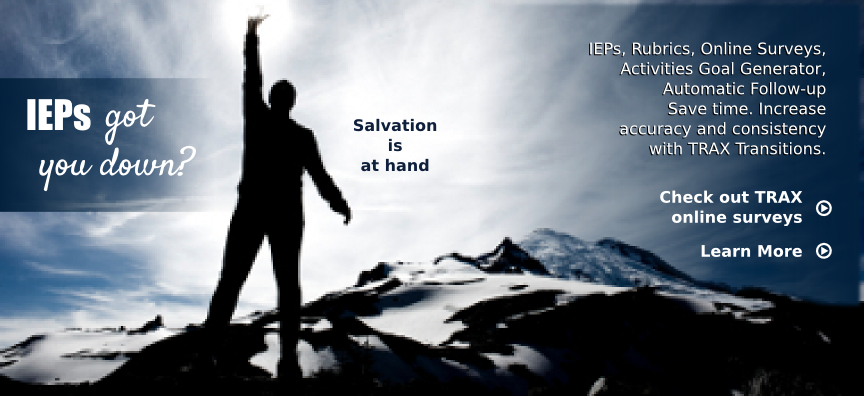 IEPs got
you down?
Salvation
is
at hand
IEPs, Rubrics, Online Surveys,
Activities Goal Generator,
Automatic Follow-up
Save time. Increase
accuracy and consistency
with TRAX Transitions.
Check out TRAX
online surveys
Learn More